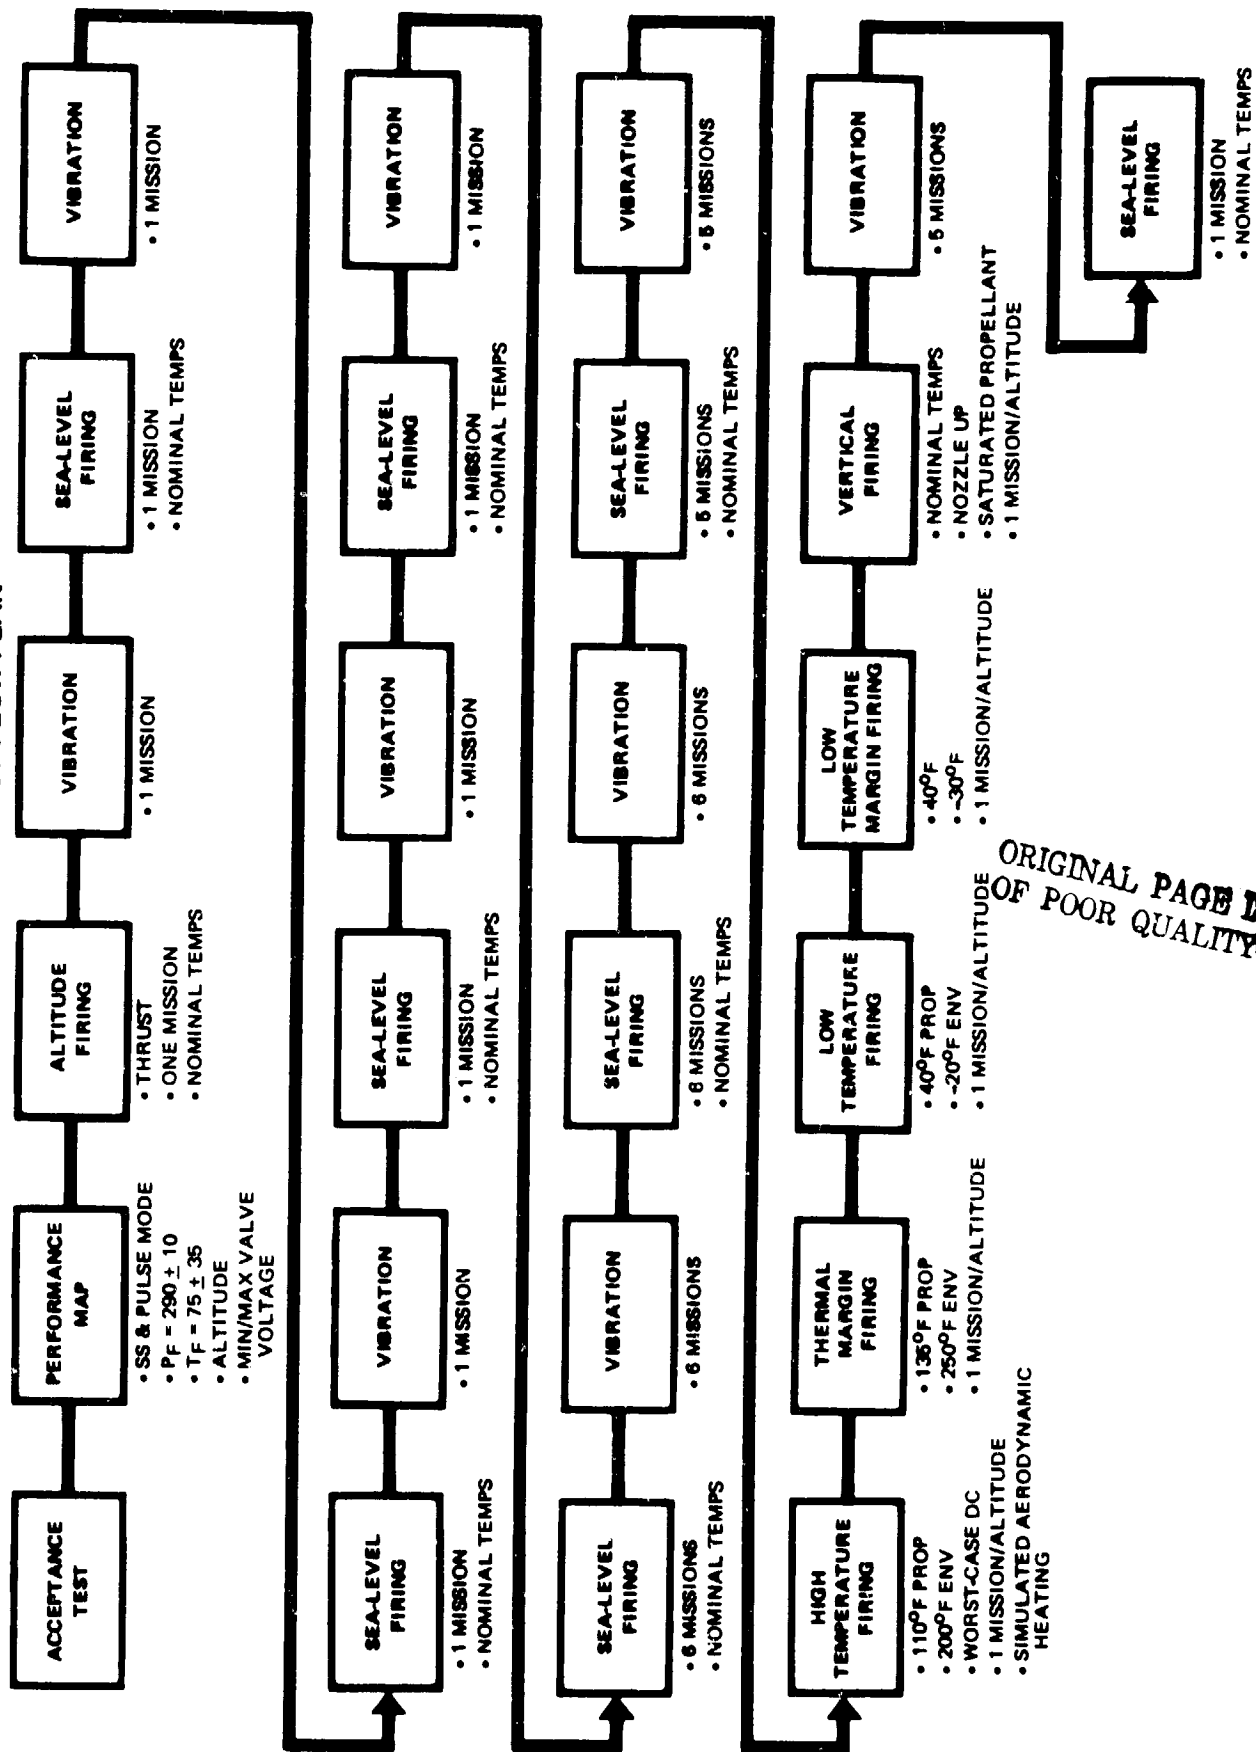 ACCEPTANCE
TEST
PERFORMANCE
MAP
• SS & PULSE MODE
• PF = 290 ± 10
• TF = 75 ± 35
• ALTITUDE
• MIN/MAX VALVE
VOLTAGE
ALTITUDE
FIRING
• THRUST
• ONE MISSION
• NOMINAL TEMPS
VIBRATION
• 1 MISSION
SEA-LEVEL
FIRING
• 1 MISSION
• NOMINAL TEMPS
VIBRATION
• 1 MISSION
SEA-LEVEL
FIRING
• 1 MISSION
• NOMINAL TEMPS
VIBRATION
• 1 MISSION
SEA-LEVEL
FIRING
• 1 MISSION
• NOMINAL TEMPS
VIBRATION
• 1 MISSION
SEA-LEVEL
FIRING
• 1 MISSION
• NOMINAL TEMPS
VIBRATION
• 1 MISSION
SEA-LEVEL
FIRING
• 6 MISSIONS
• NOMINAL TEMPS
VIBRATION
• 6 MISSIONS
SEA-LEVEL
FIRING
• 6 MISSIONS
• NOMINAL TEMPS
VIBRATION
• 6 MISSIONS
SEA-LEVEL
FIRING
• 5 MISSIONS
• NOMINAL TEMPS
VIBRATION
• 5 MISSIONS
HIGH
TEMPERATURE
FIRING
• 110°F PROP
• 200°F ENV
• WORST-CASE DC
• 1 MISSION/ALTITUDE
• SIMULATED AERODYNAMIC
HEATING
THERMAL
MARGIN
FIRING
• 135°F PROP
• 250°F ENV
• 1 MISSION/ALTITUDE
LOW
TEMPERATURE
FIRING
• 40°F PROP
• -20°F ENV
• 1 MISSION/ALTITUDE
LOW
TEMPERATURE
MARGIN FIRING
• 40°F
• -30°F
• 1 MISSION/ALTITUDE
VERTICAL
FIRING
• NOMINAL TEMPS
• NOZZLE UP
• SATURATED PROPELLANT
• 1 MISSION/ALTITUDE
VIBRATION
• 5 MISSIONS
SEA-LEVEL
FIRING
• 1 MISSION
• NOMINAL TEMPS
ORIGINAL PAGE
OF POOR QUALITY